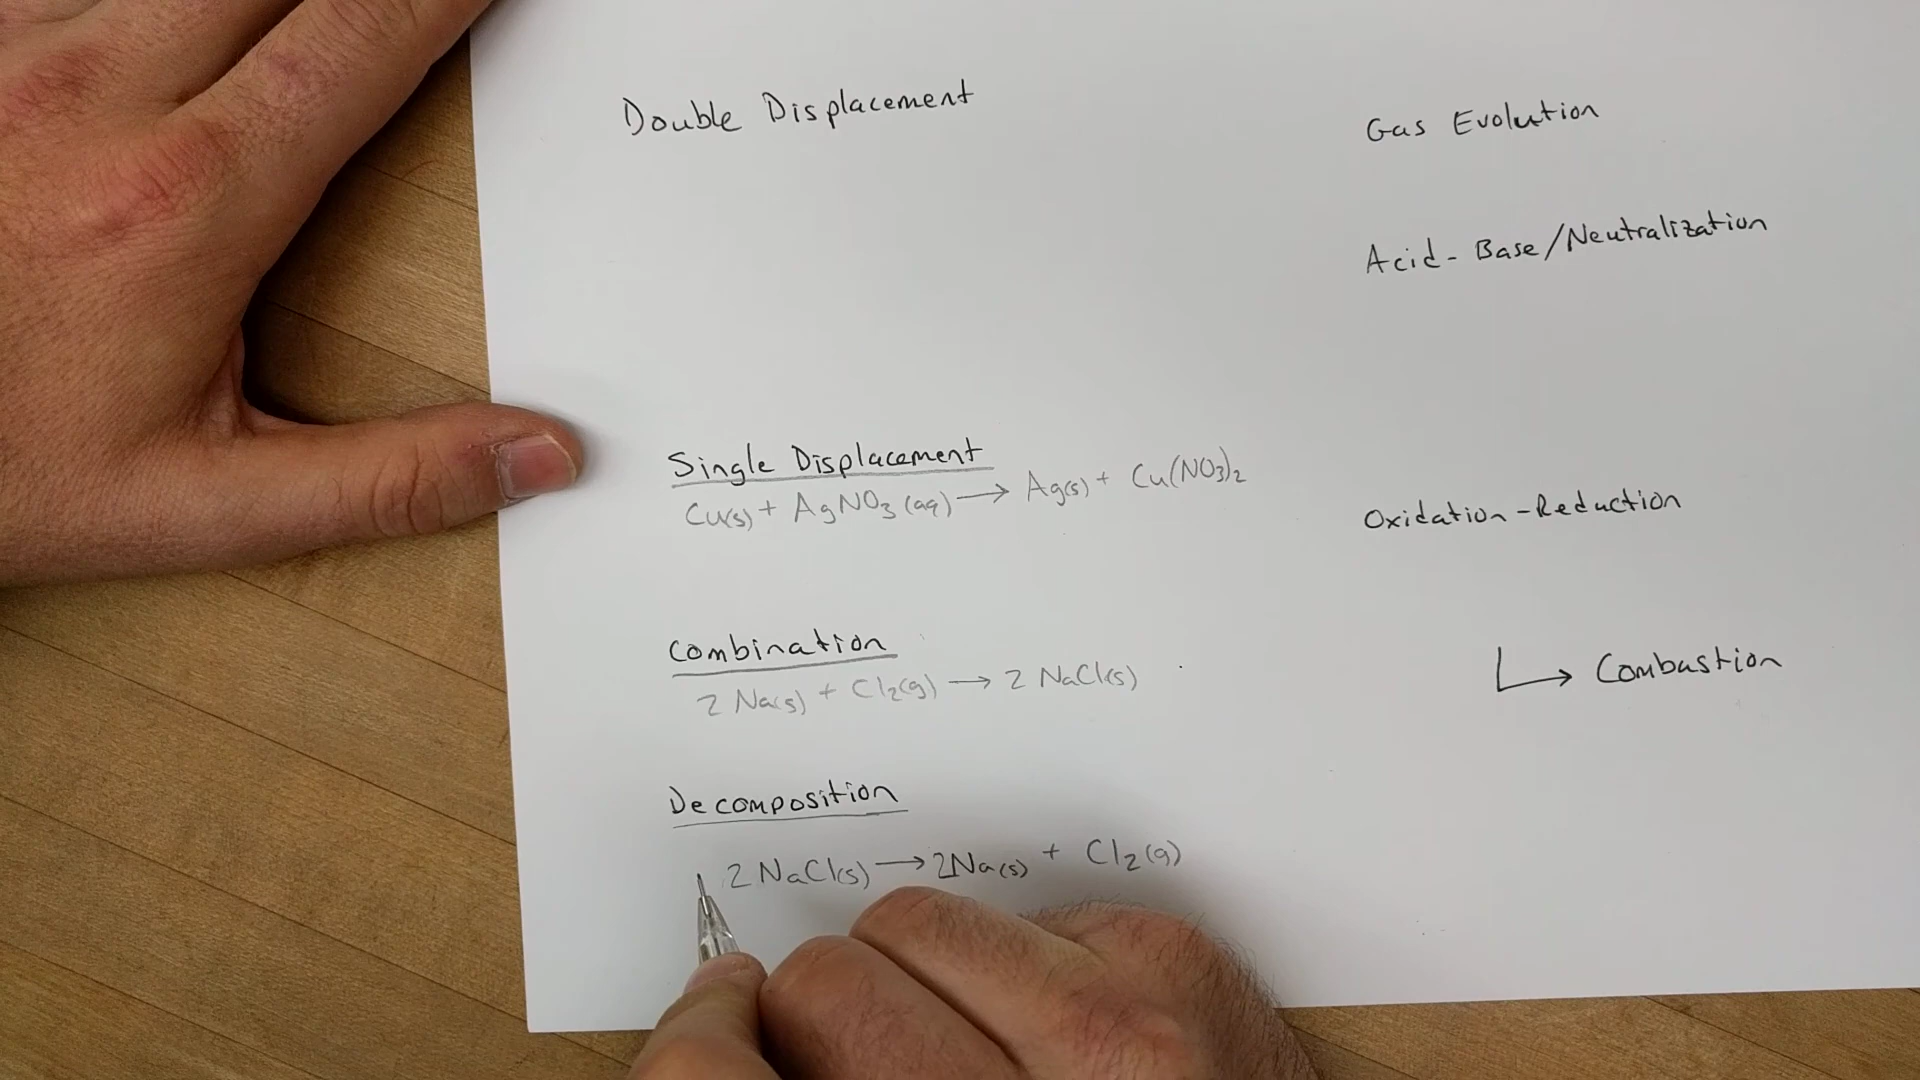 Double Displacement
Gas Evolution
Acid-Base/Neutralization
Single Displacement
Cu(s) + AgNO3 (aq) → Ag(s) + Cu(NO3)2
Oxidation-Reduction
Combination
2 Na(s) + Cl2(g) → 2 NaCl(s)
Combustion
Decomposition
2 NaCl(s) → 2Na(s) + Cl2(g)